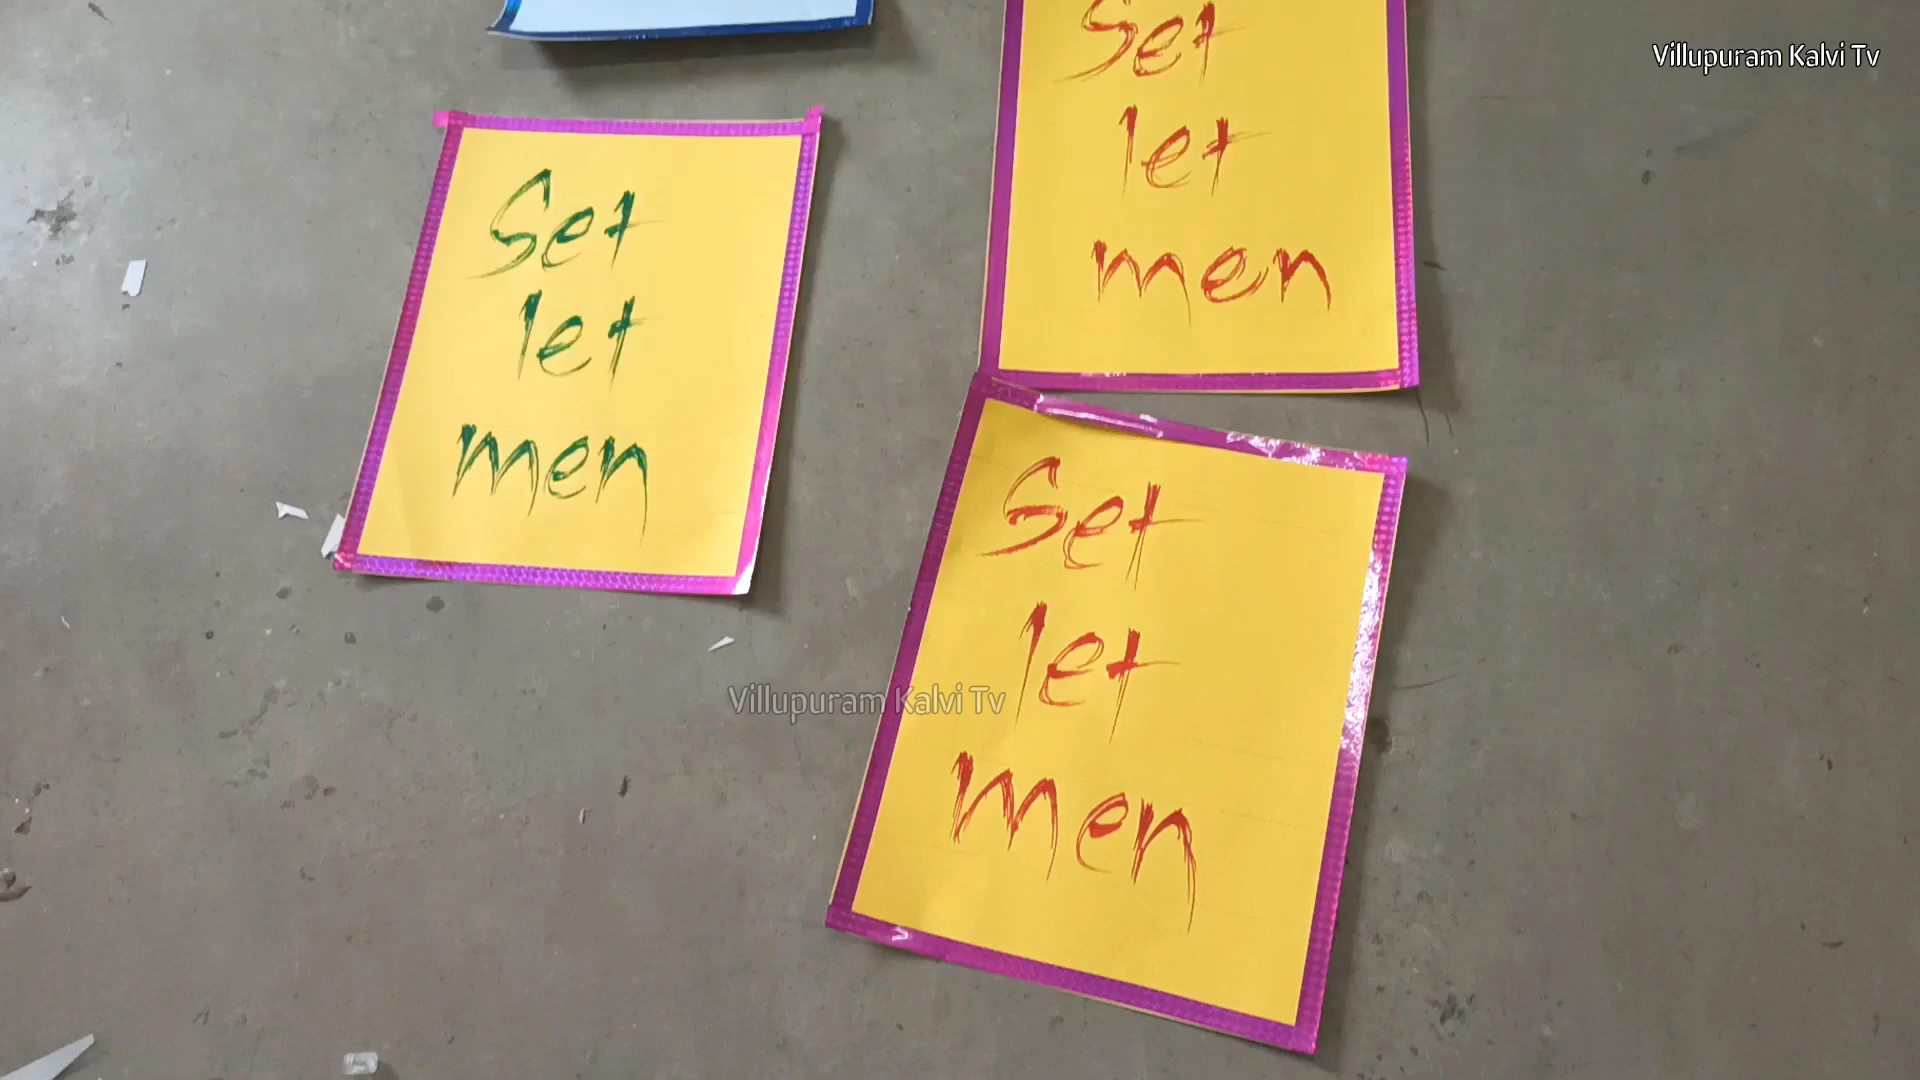 Villupuram Kalvi Tv
Set
let
men
Set
let
men
Set
let
men
Villupuram Kalvi Tv